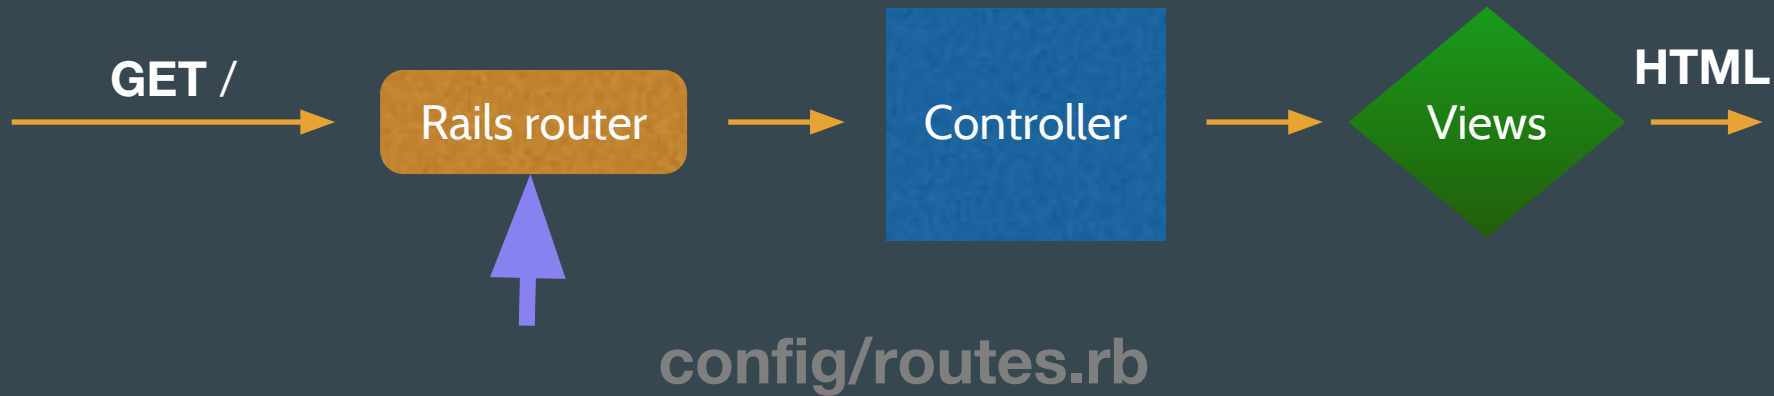 GET /
Rails router
Controller
Views
HTML
config/routes.rb